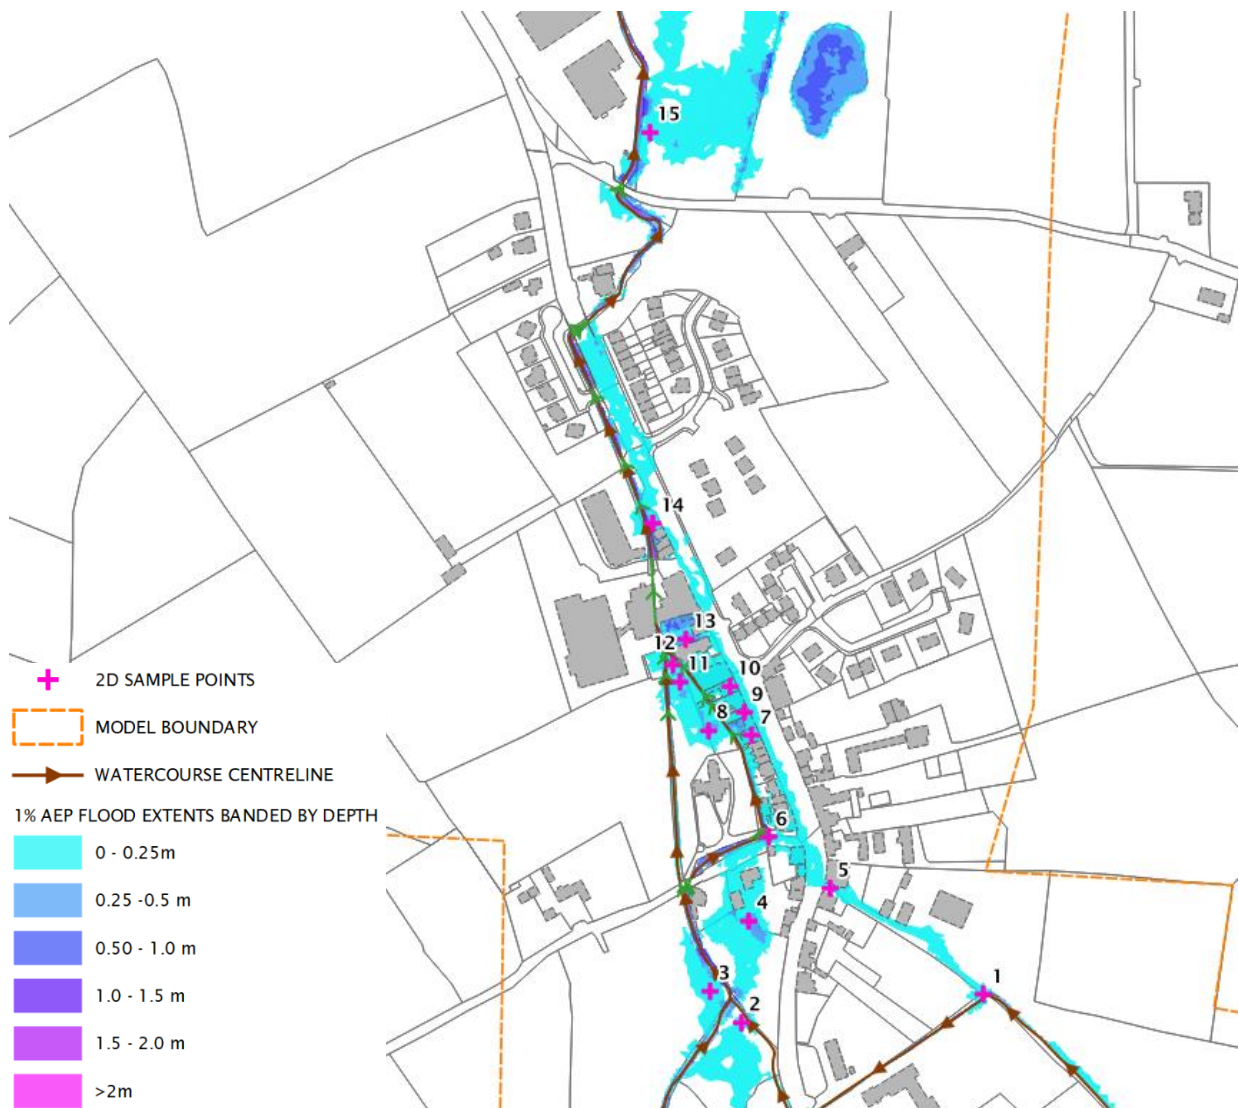 15
14
13
12
11
10
9
8
7
6
5
4
3
1
2
2D SAMPLE POINTS
MODEL BOUNDARY
WATERCOURSE CENTRELINE
1% AEP FLOOD EXTENTS BANDED BY DEPTH
0 - 0.25m
0.25 -0.5 m
0.50 - 1.0 m
1.0 - 1.5 m
1.5 - 2.0 m
>2m